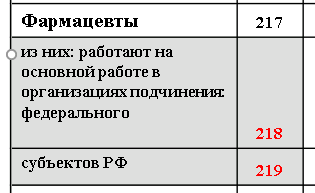 Фармацевты 217
из них: работают на
основной работе в
организациях подчинения:
федерального 218
субъектов РФ 219